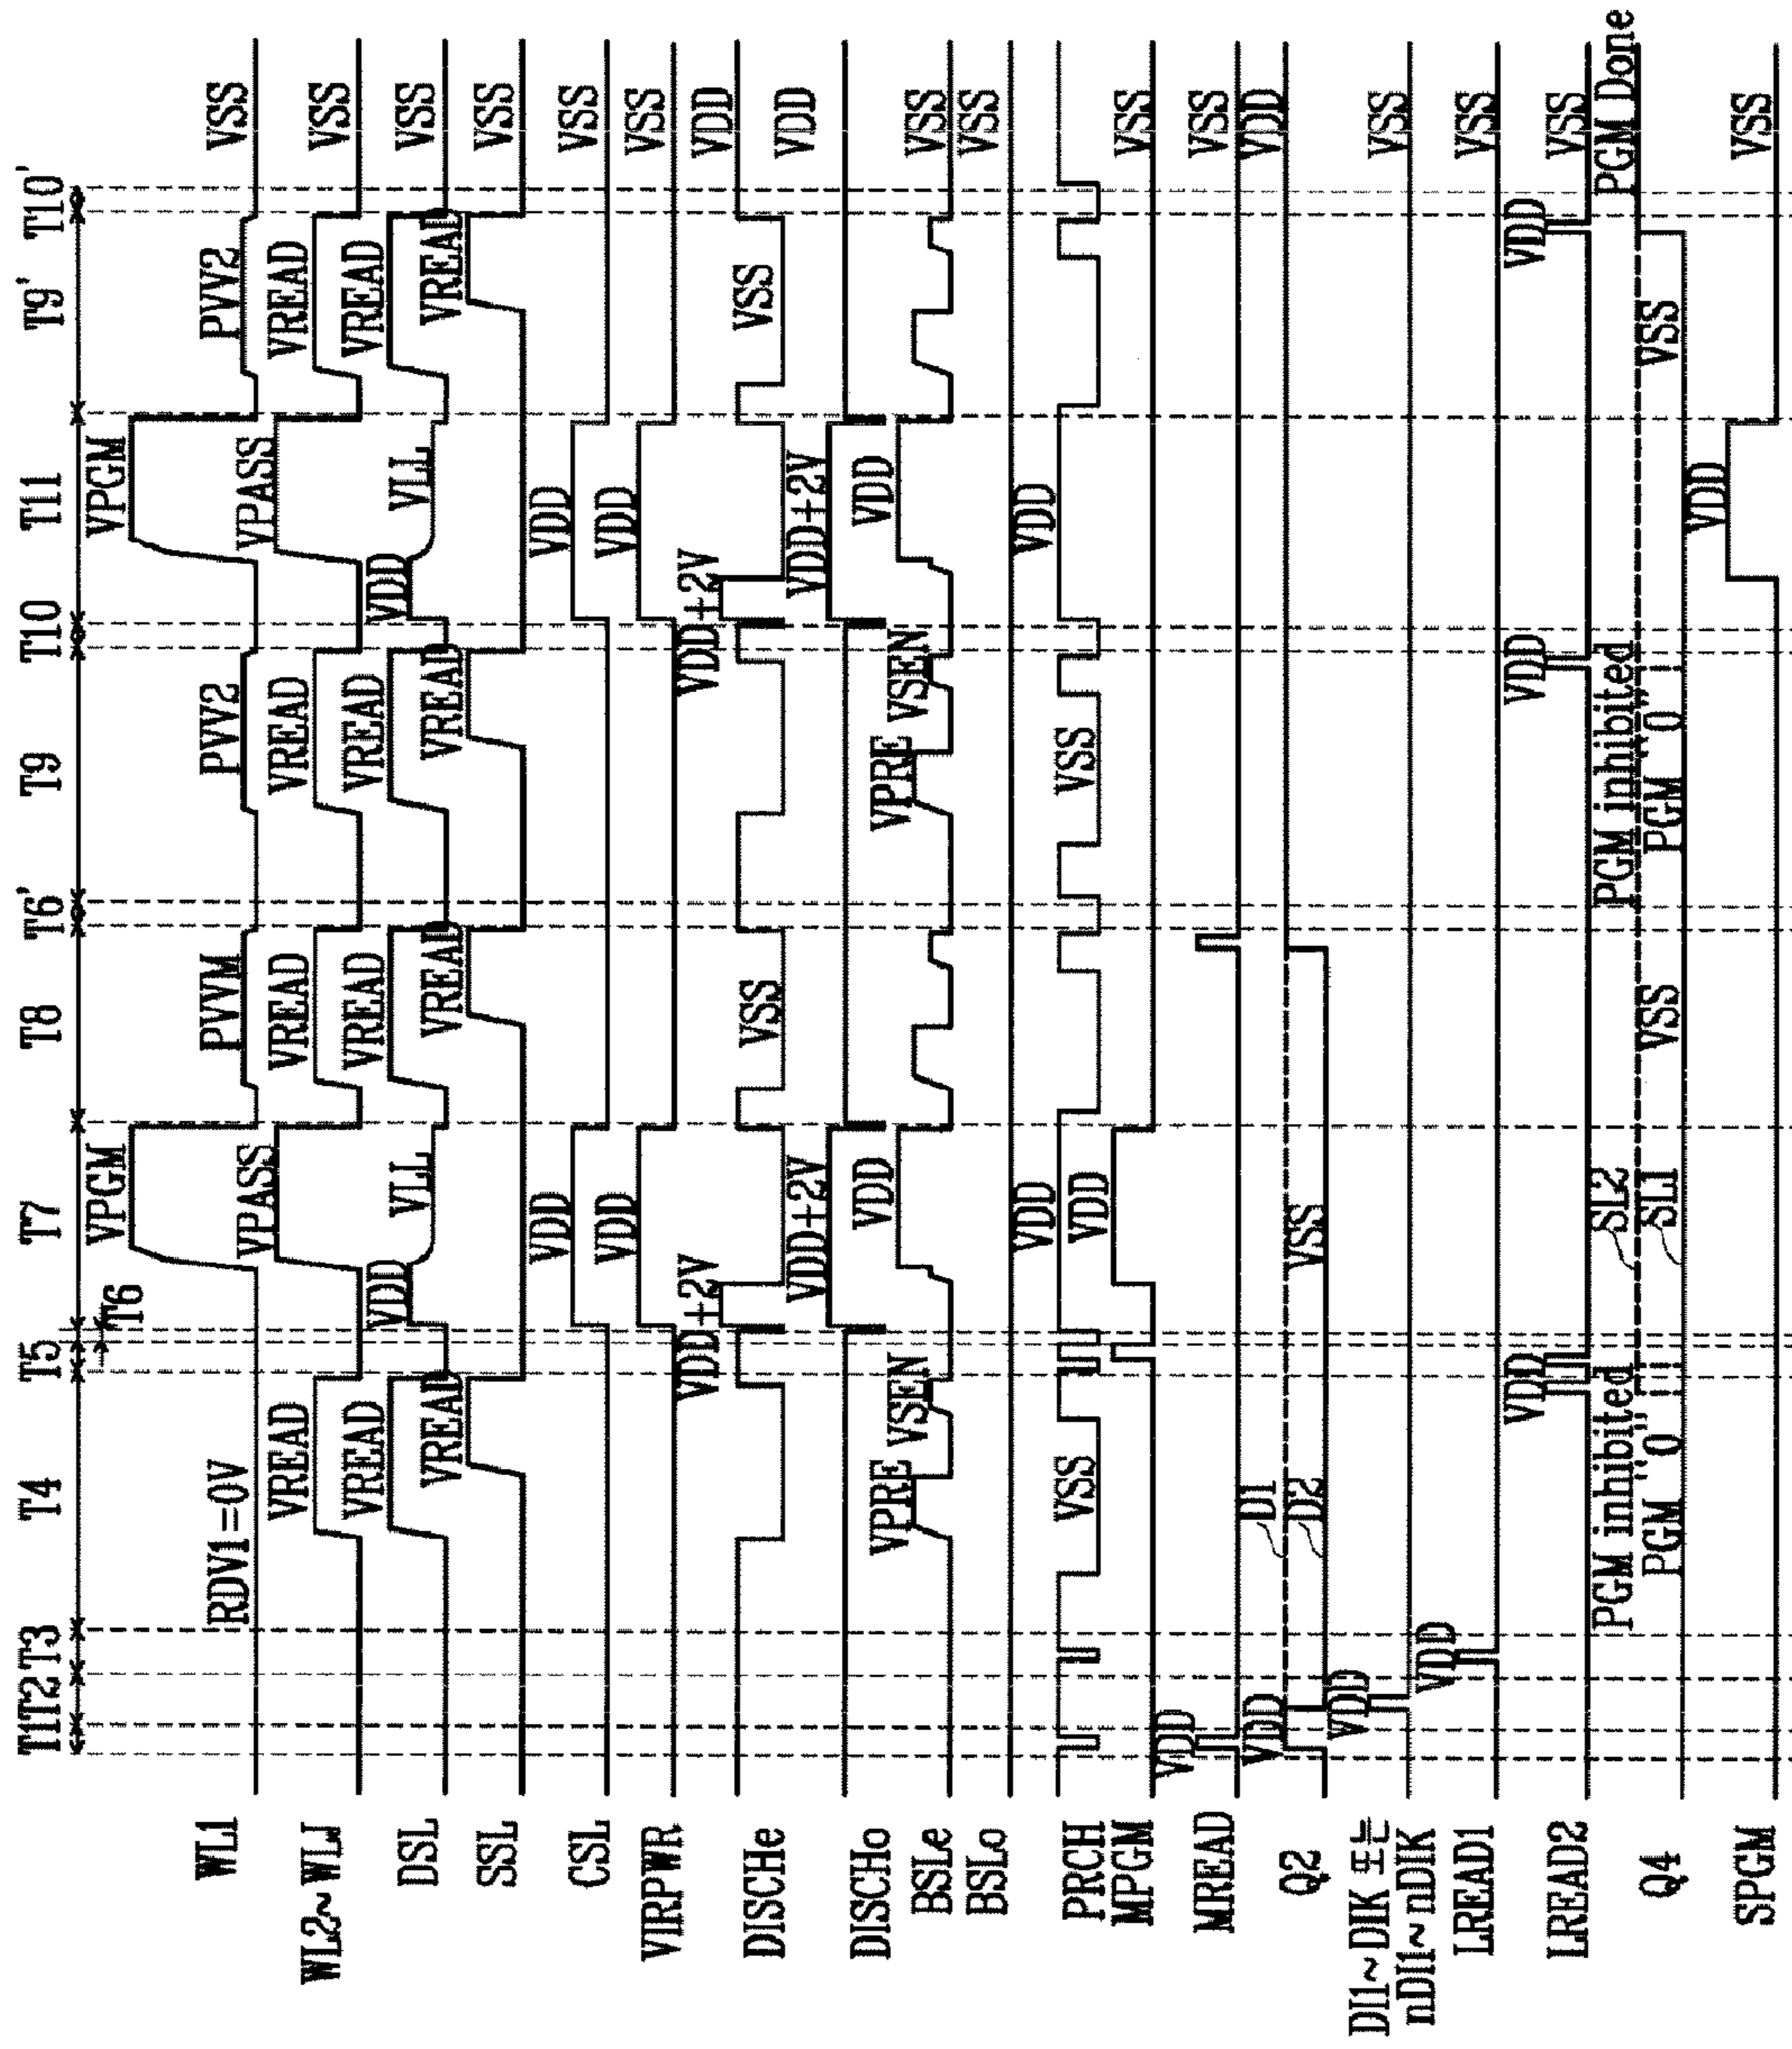 T1 T2 T3 T4 T5 T6 T7 T8 T6' T9 T10 T11 T9' T10'
WL1 RDV1=0V VPGM PVVM PVV2 VPGM PVV2 VSS
WL2~WLJ VREAD VPASS VREAD VREAD VPASS VREAD VSS
DSL VREAD VDD VLL VREAD VREAD VDD VLL VREAD VSS
SSL VREAD VREAD VREAD VREAD VSS
CSL VDD VDD VSS
VIRPWR VDD VDD VSS
DISCHe VDD+2V VSS VDD+2V VSS VDD
DISCHo VDD+2V VDD+2V VDD
BSLe VPRE VSEN VDD VPRE VSEN VDD VSS
BSLo VSS
PRCH VSS VDD VSS VDD
MPGM VDD VSS
MREAD VDD VSS
Q2 VDD D1 D2 VSS VDD
DI1~DIK 또는
nDI1~nDIK VDD VSS
LREAD1 VDD VSS
LREAD2 VDD VDD VDD VSS
Q4 PGM inhibited PGM "0" SL2 SL1 VSS PGM inhibited PGM "0" VSS PGM Done
SPGM VDD VSS